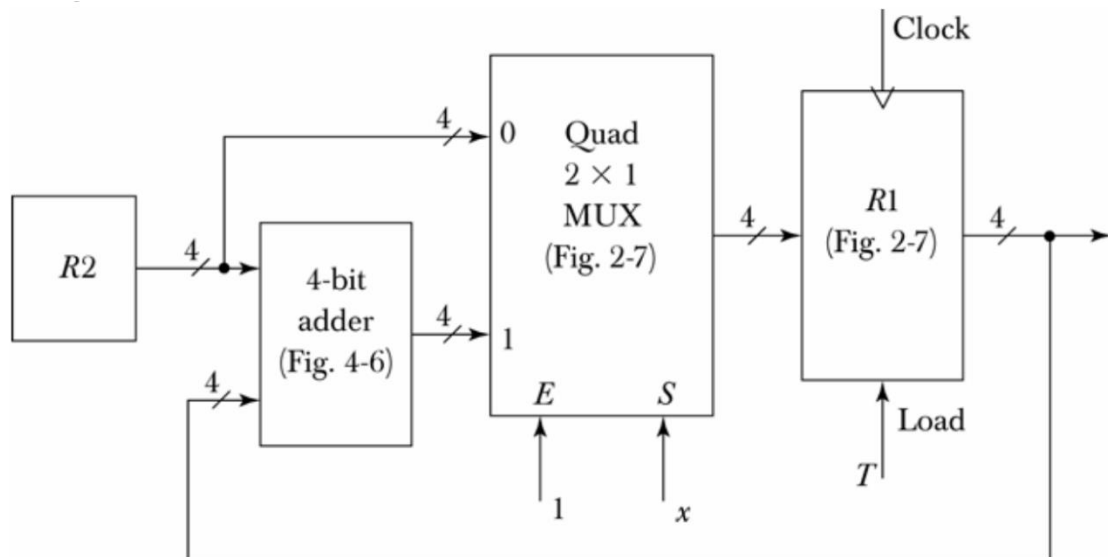 Clock
4
0
Quad
2 × 1
MUX
(Fig. 2-7)
R1
(Fig. 2-7)
4
4
R2
4
4-bit
adder
(Fig. 4-6)
4
1
4
E
S
Load
T
1
x